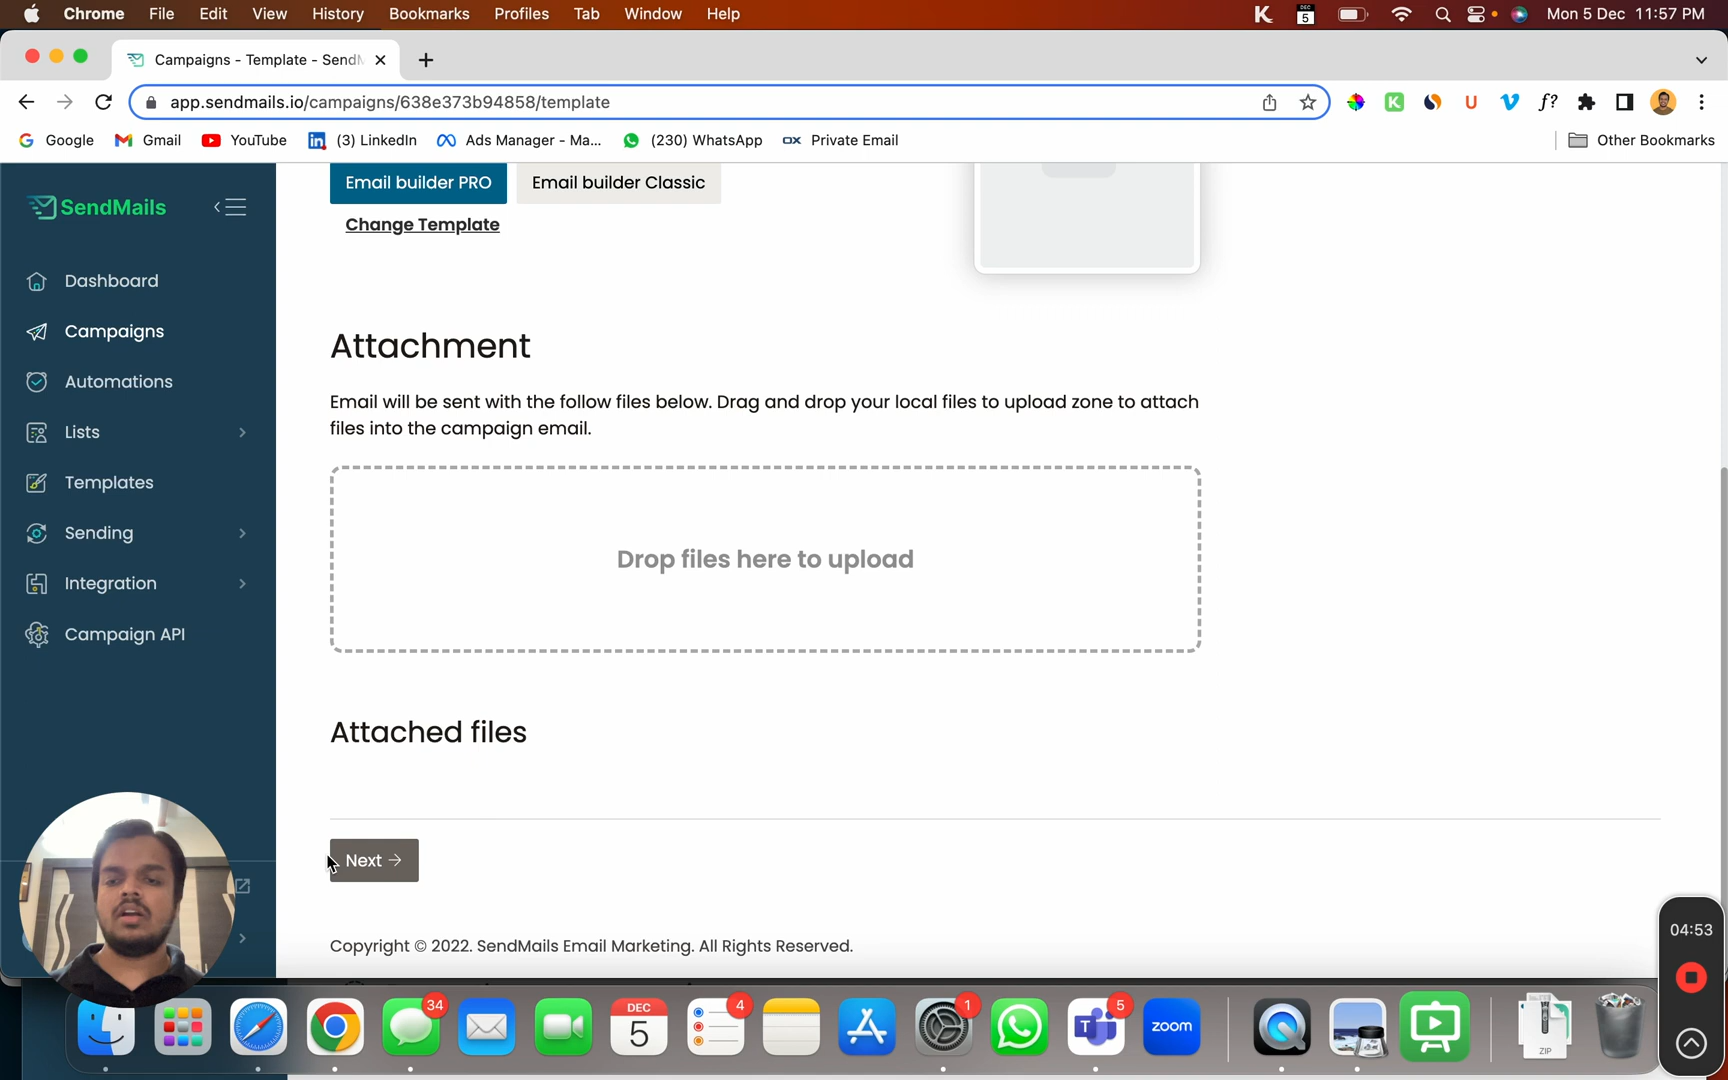 Chrome File Edit View History Bookmarks Profiles Tab Window Help
DEC 5
Mon 5 Dec 11:57 PM
Campaigns - Template - Send
app.sendmails.io/campaigns/638e373b94858/template
Google Gmail YouTube (3) LinkedIn Ads Manager - Ma... (230) WhatsApp Private Email Other Bookmarks
SendMails
Dashboard
Campaigns
Automations
Lists
Templates
Sending
Integration
Campaign API
Email builder PRO Email builder Classic
Change Template
Attachment
Email will be sent with the follow files below. Drag and drop your local files to upload zone to attach
files into the campaign email.
Drop files here to upload
Attached files
Next →
Copyright © 2022. SendMails Email Marketing. All Rights Reserved.
04:53
34
DEC
5
4
1
5
zoom
ZIP